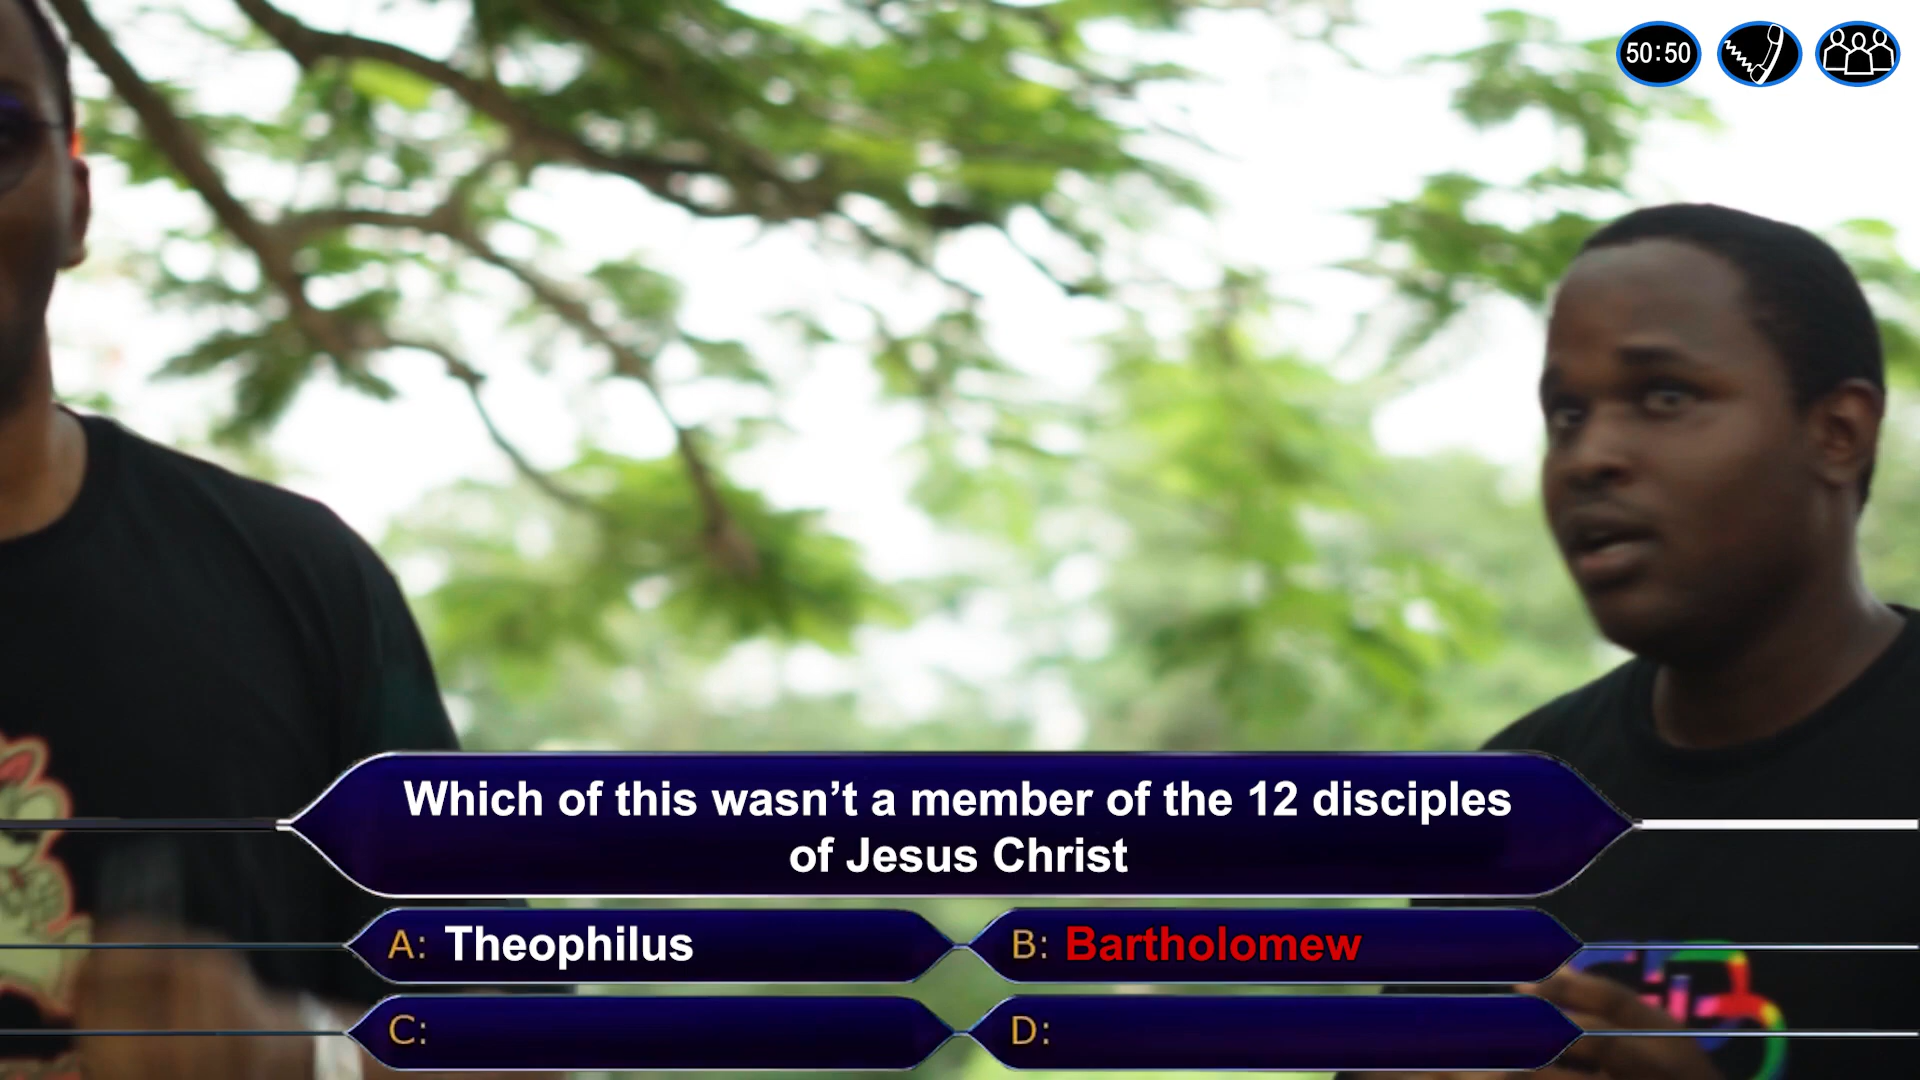 50:50
Which of this wasn’t a member of the 12 disciples
of Jesus Christ
A: Theophilus
B: Bartholomew
C:
D: